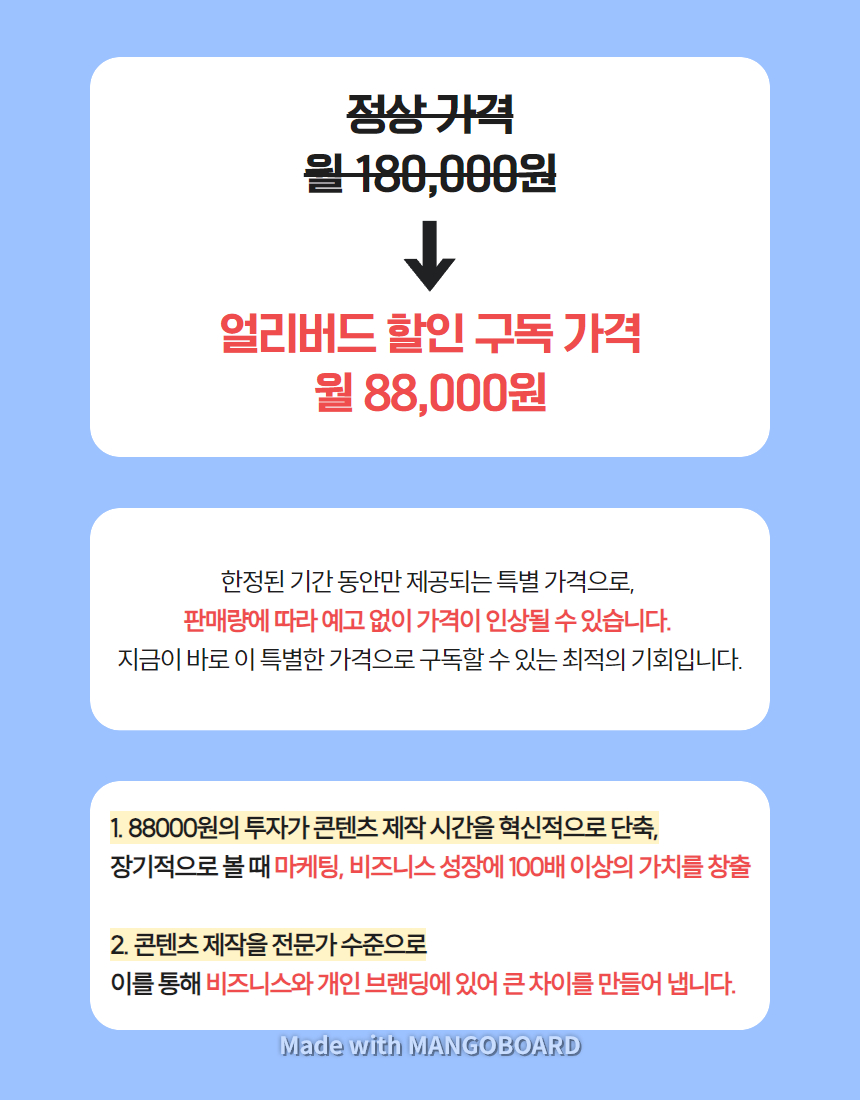 정상 가격
월 180,000원
얼리버드 할인 구독 가격
월 88,000원
한정된 기간 동안만 제공되는 특별 가격으로,
판매량에 따라 예고 없이 가격이 인상될 수 있습니다.
지금이 바로 이 특별한 가격으로 구독할 수 있는 최적의 기회입니다.
1. 88000원의 투자가 콘텐츠 제작 시간을 혁신적으로 단축,
장기적으로 볼 때 마케팅, 비즈니스 성장에 100배 이상의 가치를 창출
2. 콘텐츠 제작을 전문가 수준으로
이를 통해 비즈니스와 개인 브랜딩에 있어 큰 차이를 만들어 냅니다.
Made with MANGOBOARD